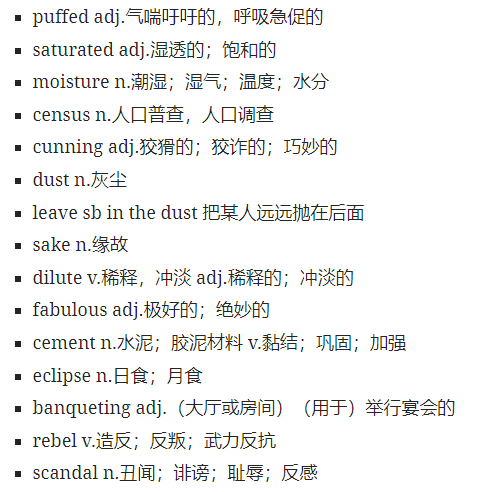 puffed adj.气喘吁吁的，呼吸急促的
saturated adj.湿透的；饱和的
moisture n.潮湿；湿气；温度；水分
census n.人口普查，人口调查
cunning adj.狡猾的；狡诈的；巧妙的
dust n.灰尘
leave sb in the dust 把某人远远抛在后面
sake n.缘故
dilute v.稀释，冲淡 adj.稀释的；冲淡的
fabulous adj.极好的；绝妙的
cement n.水泥；胶泥材料 v.黏结；巩固；加强
eclipse n.日食；月食
banqueting adj.（大厅或房间）（用于）举行宴会的
rebel v.造反；反叛；武力反抗
scandal n.丑闻；诽谤；耻辱；反感